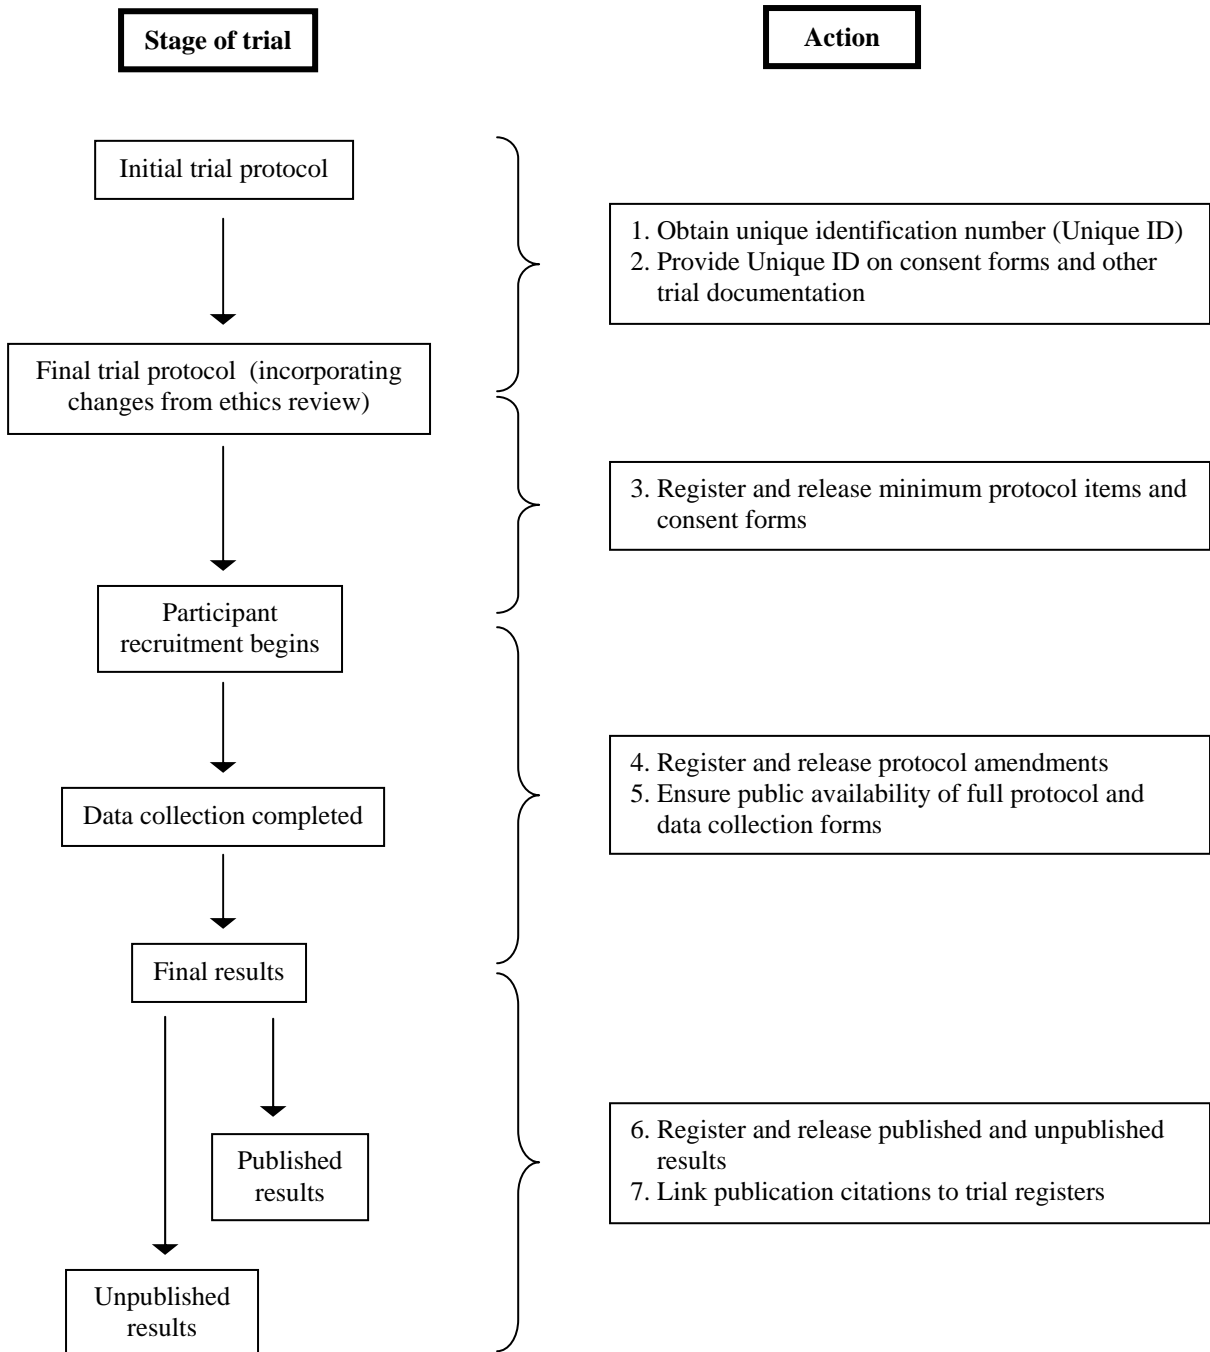 Stage of trial
Action
Initial trial protocol
1. Obtain unique identification number (Unique ID)
2. Provide Unique ID on consent forms and other
trial documentation
Final trial protocol (incorporating
changes from ethics review)
3. Register and release minimum protocol items and
consent forms
Participant
recruitment begins
4. Register and release protocol amendments
5. Ensure public availability of full protocol and
data collection forms
Data collection completed
Final results
6. Register and release published and unpublished
results
7. Link publication citations to trial registers
Published
results
Unpublished
results